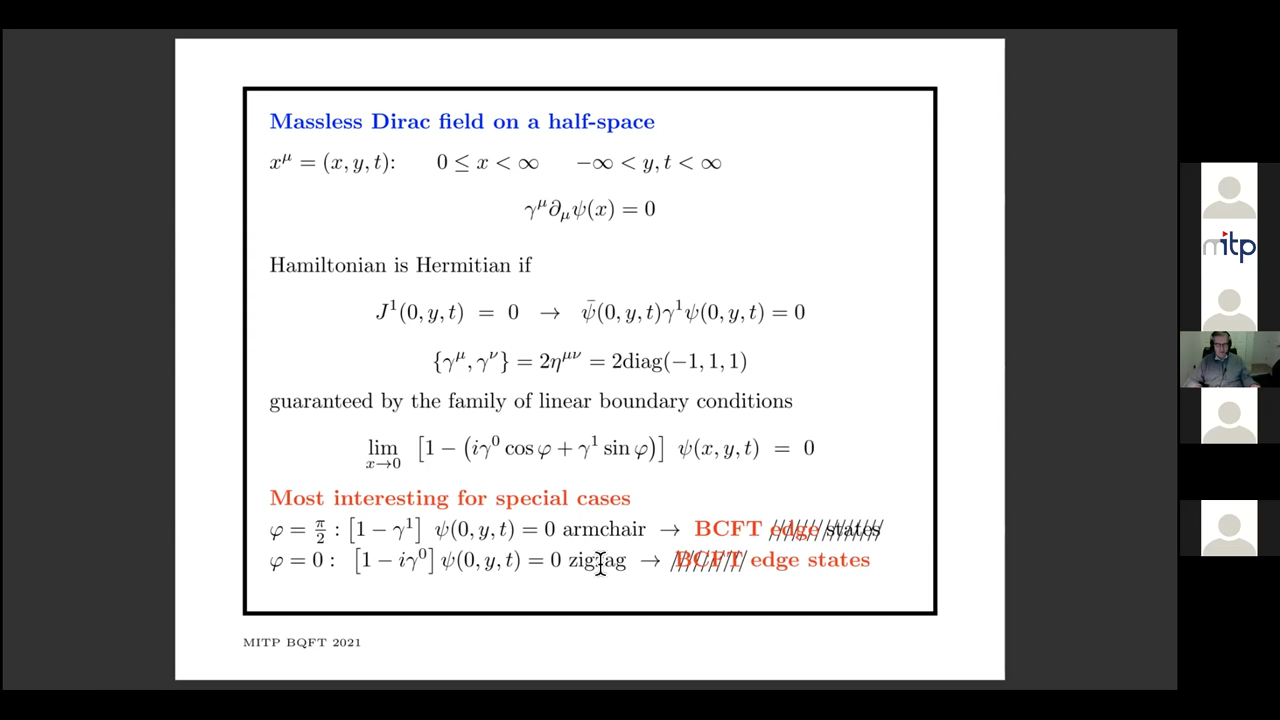 Massless Dirac field on a half-space
x^μ = (x, y, t): 0 ≤ x < ∞ −∞ < y, t < ∞
γ^μ ∂_μ ψ(x) = 0
Hamiltonian is Hermitian if
J^1(0, y, t) = 0 → ψ̄(0, y, t)γ^1ψ(0, y, t) = 0
{γ^μ, γ^ν} = 2η^{μν} = 2diag(−1, 1, 1)
guaranteed by the family of linear boundary conditions
lim_{x→0} [1 − (iγ^0 cos φ + γ^1 sin φ)] ψ(x, y, t) = 0
Most interesting for special cases
φ = π/2 : [1 − γ^1] ψ(0, y, t) = 0 armchair → BCFT edge states
φ = 0 : [1 − iγ^0] ψ(0, y, t) = 0 zigzag → BCFT edge states
MITP BQFT 2021
mitp